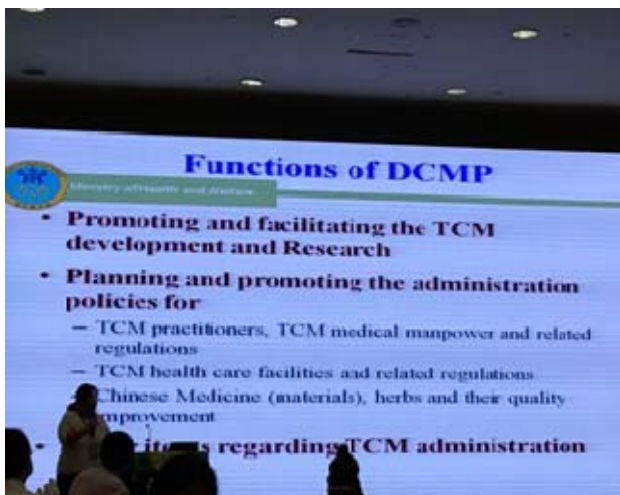 Functions of DCMP
Ministry of Health and Welfare
• Promoting and facilitating the TCM
development and Research
• Planning and promoting the administration
policies for
– TCM practitioners, TCM medical manpower and related
regulations
– TCM health care facilities and related regulations
Chinese Medicine (materials), herbs and their quality
improvement
regarding TCM administration